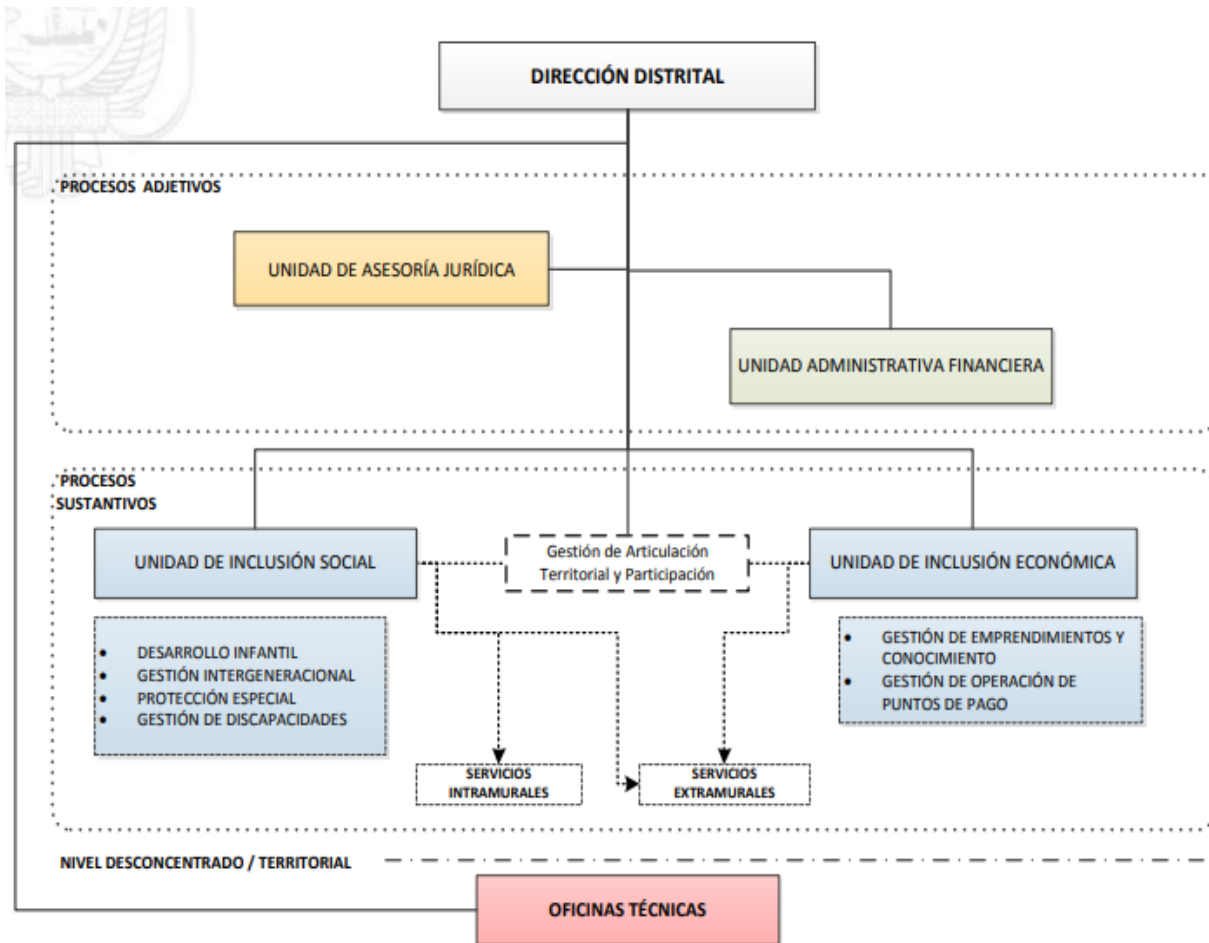 DIRECCIÓN DISTRITAL
PROCESOS ADJETIVOS
UNIDAD DE ASESORÍA JURÍDICA
UNIDAD ADMINISTRATIVA FINANCIERA
PROCESOS
SUSTANTIVOS
UNIDAD DE INCLUSIÓN SOCIAL
Gestión de Articulación
Territorial y Participación
UNIDAD DE INCLUSIÓN ECONÓMICA
• DESARROLLO INFANTIL
• GESTIÓN INTERGENERACIONAL
• PROTECCIÓN ESPECIAL
• GESTIÓN DE DISCAPACIDADES
• GESTIÓN DE EMPRENDIMIENTOS Y
CONOCIMIENTO
• GESTIÓN DE OPERACIÓN DE
PUNTOS DE PAGO
SERVICIOS
INTRAMURALES
SERVICIOS
EXTRAMURALES
NIVEL DESCONCENTRADO / TERRITORIAL
OFICINAS TÉCNICAS